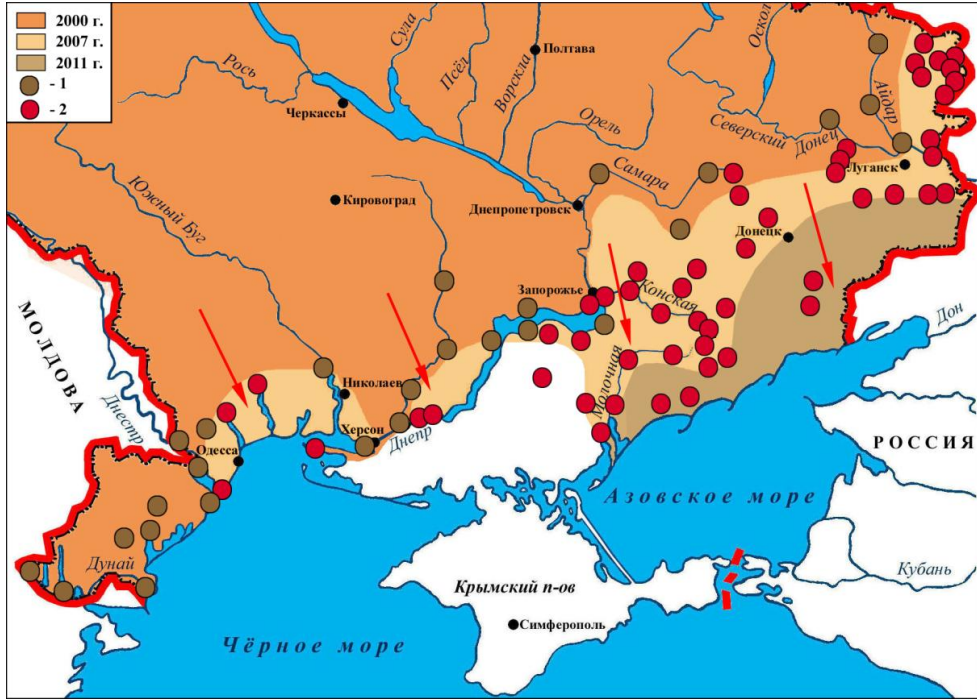 2000 г.
2007 г.
2011 г.
- 1
- 2
Рось
Черкассы
Сула
Псёл
Ворскла
Полтава
Оскол
Айдар
Орель
Северский
Донец
Луганск
Южный Буг
Кировоград
Самара
Днепропетровск
Донецк
Запорожье
Конская
Дон
МОЛДОВА
Днестр
Николаев
Херсон
Днепр
Молочная
Одесса
РОССИЯ
Азовское море
Дунай
Крымский п-ов
Кубань
Симферополь
Чёрное море